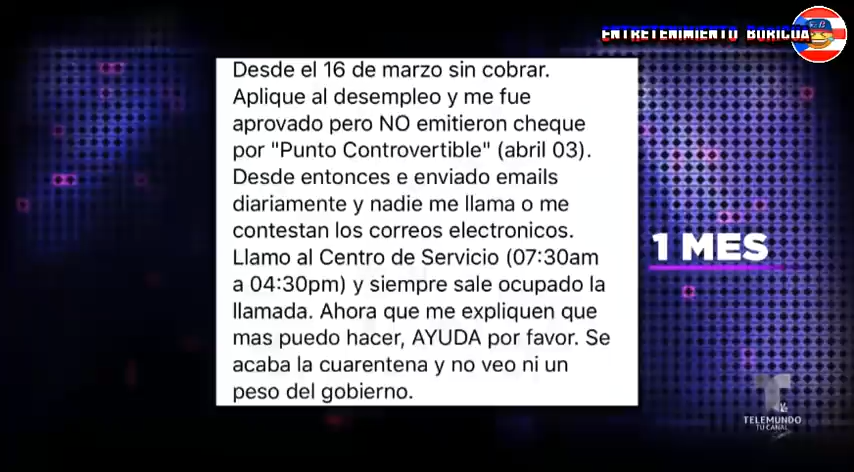 ENTRETENIMIENTO BORICUA
Desde el 16 de marzo sin cobrar.
Aplique al desempleo y me fue
aprovado pero NO emitieron cheque
por "Punto Controvertible" (abril 03).
Desde entonces e enviado emails
diariamente y nadie me llama o me
contestan los correos electronicos.
Llamo al Centro de Servicio (07:30am
a 04:30pm) y siempre sale ocupado la
llamada. Ahora que me expliquen que
mas puedo hacer, AYUDA por favor. Se
acaba la cuarentena y no veo ni un
peso del gobierno.
1 MES
TELEMUNDO
TU CANAL